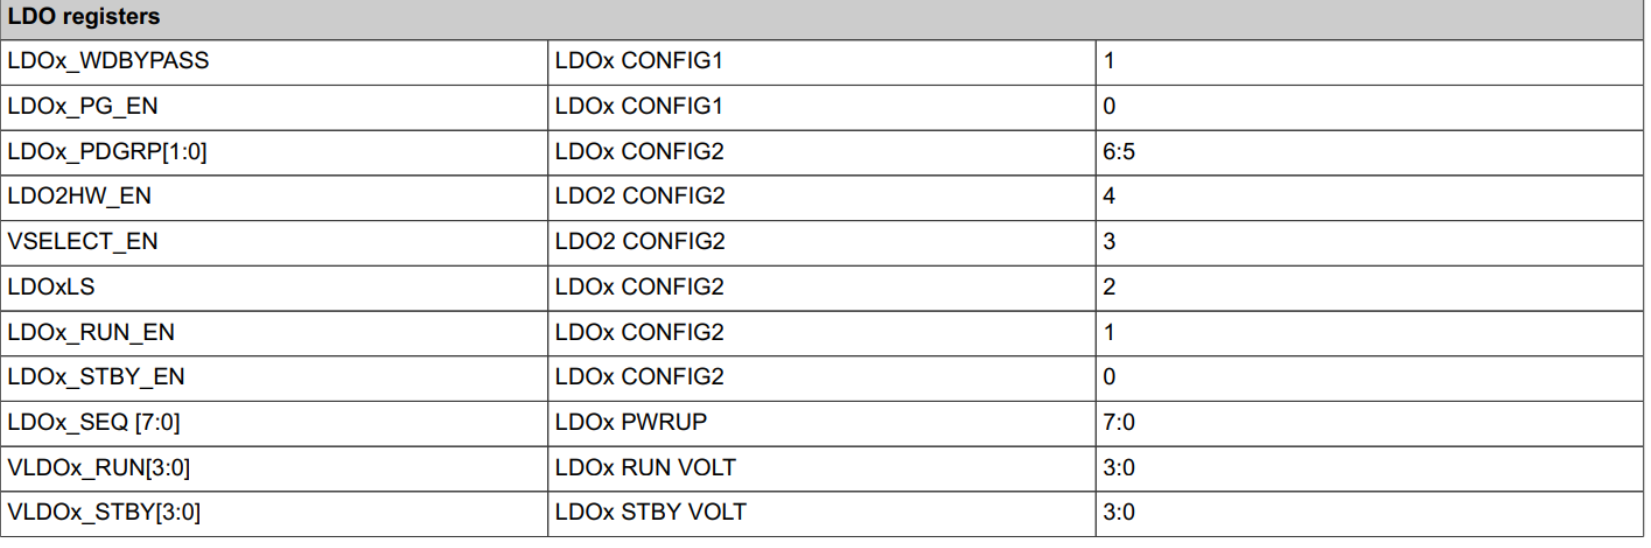 LDO registers
LDOx_WDBYPASS LDOx CONFIG1 1
LDOx_PG_EN LDOx CONFIG1 0
LDOx_PDGRP[1:0] LDOx CONFIG2 6:5
LDO2HW_EN LDO2 CONFIG2 4
VSELECT_EN LDO2 CONFIG2 3
LDOxLS LDOx CONFIG2 2
LDOx_RUN_EN LDOx CONFIG2 1
LDOx_STBY_EN LDOx CONFIG2 0
LDOx_SEQ [7:0] LDOx PWRUP 7:0
VLDOx_RUN[3:0] LDOx RUN VOLT 3:0
VLDOx_STBY[3:0] LDOx STBY VOLT 3:0